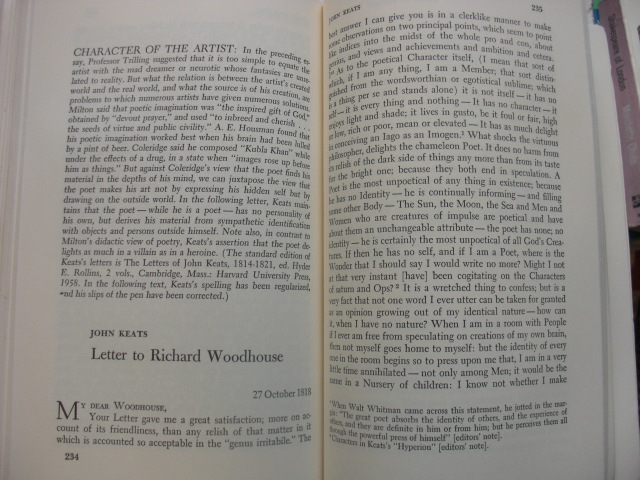 CHARACTER OF THE ARTIST: In the preceding es-
say, Professor Trilling suggested that it is too simple to equate the
artist with the mad dreamer or neurotic whose fantasies are unre-
lated to reality. But what the relation is between the artist's created
world and the real world, and what the source is of his creation, are
problems to which numerous artists have given numerous solutions.
Milton said that poetic imagination was "the inspired gift of God,"
obtained by "devout prayer," and used "to inbreed and cherish . . .
the seeds of virtue and public civility." A. E. Housman found that
his poetic imagination worked best when his brain had been lulled
by a pint of beer. Coleridge said he composed "Kubla Khan" while
under the effects of a drug, in a state when "images rose up before
him as things." But against Coleridge's view that the poet finds his
material in the depths of his mind, we can juxtapose the view that
the poet makes his art not by expressing his hidden self but by
drawing on the outside world. In the following letter, Keats main-
tains that the poet — while he is a poet — has no personality of
his own, but derives his material from sympathetic identification
with objects and persons outside himself. Note also, in contrast to
Milton's didactic view of poetry, Keats's assertion that the poet de-
lights as much in a villain as in a heroine. (The standard edition of
Keats's letters is The Letters of John Keats, 1814-1821, ed. Hyder
E. Rollins, 2 vols., Cambridge, Mass.: Harvard University Press,
1958. In the following text, Keats's spelling has been regularized,
nd his slips of the pen have been corrected.)
JOHN KEATS
Letter to Richard Woodhouse
27 October 1818
MY DEAR WOODHOUSE,
Your Letter gave me a great satisfaction; more on ac-
count of its friendliness, than any relish of that matter in it
which is accounted so acceptable in the "genus irritabile." The
234
JOHN KEATS
235
best answer I can give you is in a clerklike manner to make
some observations on two principal points, which seem to point
like indices into the midst of the whole pro and con, about
genius, and views and achievements and ambition and cetera.
1st As to the poetical Character itself, (I mean that sort of
which, if I am any thing, I am a Member; that sort distin-
guished from the wordsworthian or egotistical sublime; which
is a thing per se and stands alone) it is not itself — it has no
self — it is every thing and nothing — It has no character — it
enjoys light and shade; it lives in gusto, be it foul or fair, high
or low, rich or poor, mean or elevated — It has as much delight
in conceiving an Iago as an Imogen.¹ What shocks the virtuous
philosopher, delights the chameleon Poet. It does no harm from
its relish of the dark side of things any more than from its taste
for the bright one; because they both end in speculation. A
Poet is the most unpoetical of any thing in existence; because
he has no Identity — he is continually informing — and filling
some other Body — The Sun, the Moon, the Sea and Men and
Women who are creatures of impulse are poetical and have
about them an unchangeable attribute — the poet has none; no
identity — he is certainly the most unpoetical of all God's Crea-
tures. If then he has no self, and if I am a Poet, where is the
Wonder that I should say I would write no more? Might I not
at that very instant [have] been cogitating on the Characters
of saturn and Ops? ² It is a wretched thing to confess; but is a
very fact that not one word I ever utter can be taken for granted
as an opinion growing out of my identical nature — how can
it, when I have no nature? When I am in a room with People
if I ever am free from speculating on creations of my own brain,
then not myself goes home to myself: but the identity of every
one in the room begins so to press upon me that, I am in a very
little time annihilated — not only among Men; it would be the
same in a Nursery of children: I know not whether I make
¹When Walt Whitman came across this statement, he jotted in the mar-
gin: "The great poet absorbs the identity of others, and the experience of
others, and they are definite in him or from him; but he perceives them all
through the powerful press of himself" [editors' note].
²Characters in Keats's "Hyperion" [editors' note].